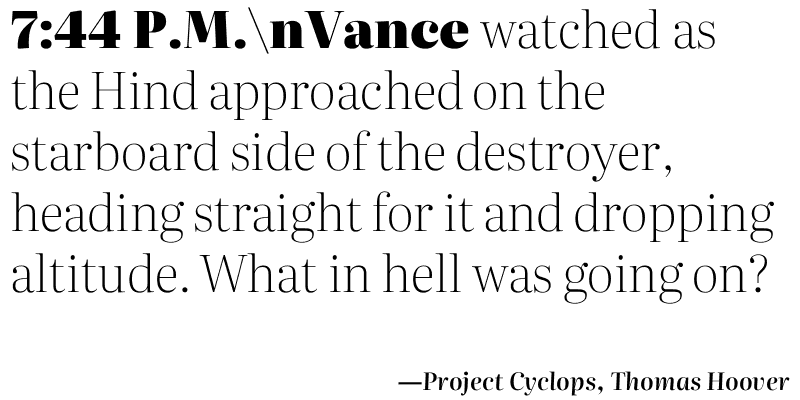 7:44 P.M.\nVance watched as
the Hind approached on the
starboard side of the destroyer,
heading straight for it and dropping
altitude. What in hell was going on?
—Project Cyclops, Thomas Hoover